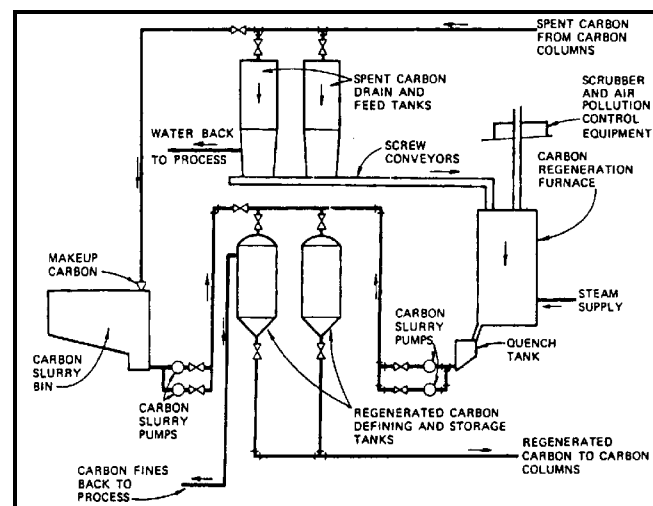 SPENT CARBON
FROM CARBON
COLUMNS
SPENT CARBON
DRAIN AND
FEED TANKS
SCRUBBER
AND AIR
POLLUTION
CONTROL
EQUIPMENT
WATER BACK
TO PROCESS
SCREW
CONVEYORS
CARBON
REGENERATION
FURNACE
MAKEUP
CARBON
STEAM
SUPPLY
CARBON
SLURRY
PUMPS
QUENCH
TANK
CARBON
SLURRY
BIN
CARBON
SLURRY
PUMPS
REGENERATED CARBON
DEFINING AND STORAGE
TANKS
REGENERATED
CARBON TO CARBON
COLUMNS
CARBON FINES
BACK TO
PROCESS